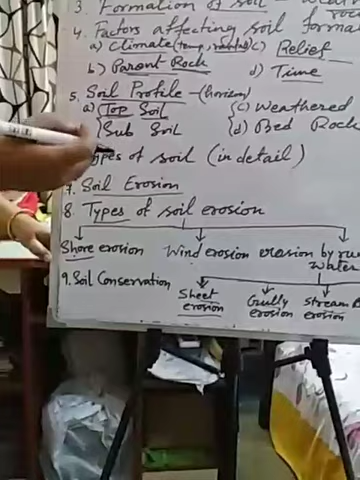 3. Formation of soil
4. Factors affecting soil forma
a) Climate (temp, rainfall) c) Relief
b) Parent Rock d) Time
5. Soil Profile - (horizon)
a) Top Soil (c) Weathered
Sub Soil (d) Bed Rock
ypes of soil (in detail)
7. Soil Erosion
8. Types of soil erosion
Shore erosion Wind erosion erosion by ru
water
9. Soil Conservation
Sheet erosion Gully erosion Stream erosion